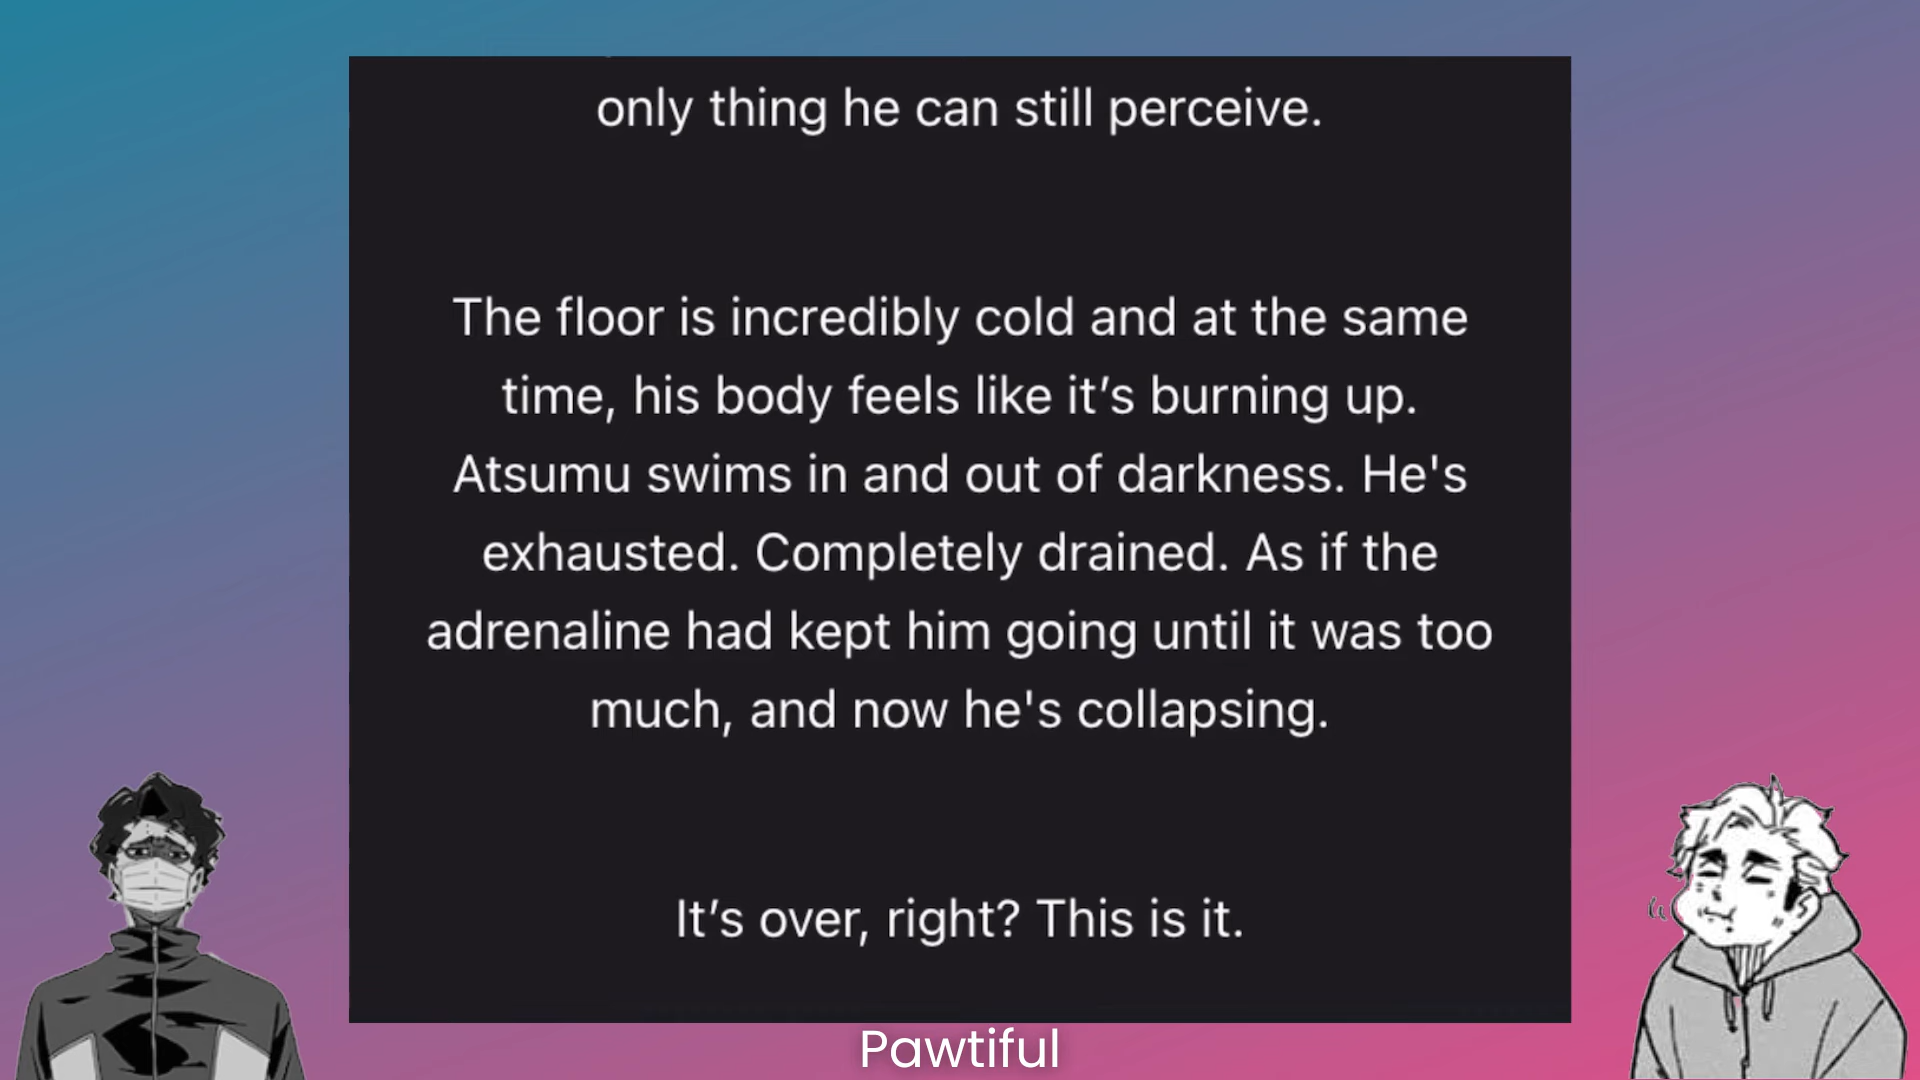 only thing he can still perceive.
The floor is incredibly cold and at the same
time, his body feels like it’s burning up.
Atsumu swims in and out of darkness. He's
exhausted. Completely drained. As if the
adrenaline had kept him going until it was too
much, and now he's collapsing.
It’s over, right? This is it.
Pawtiful